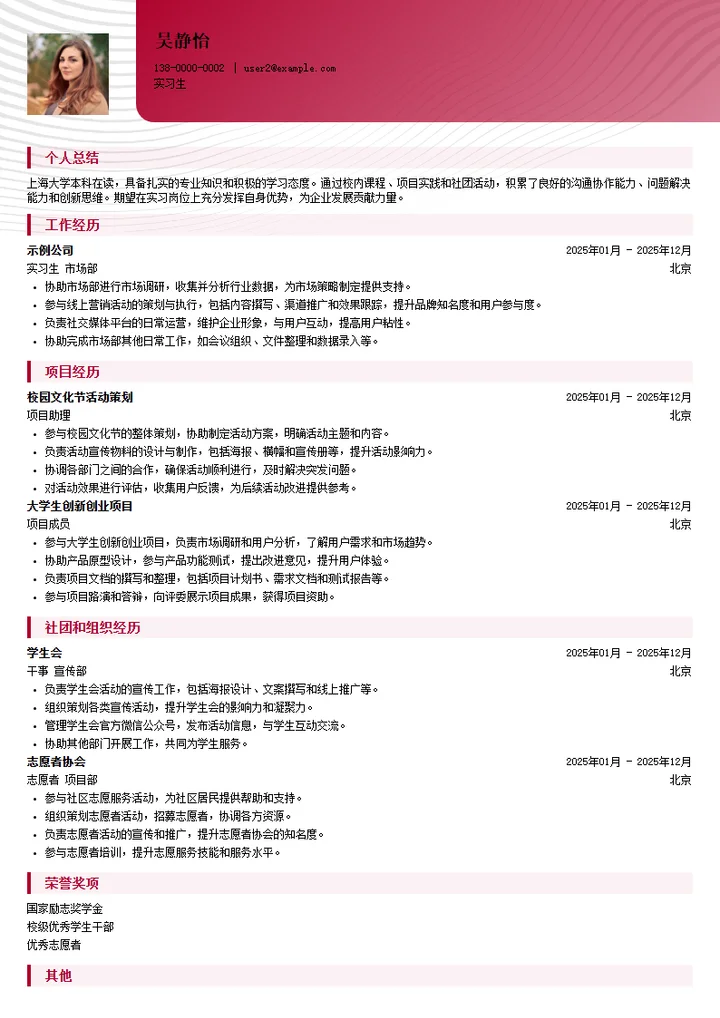 吴静怡
138-0000-0002 | user2@example.com
实习生
个人总结
上海大学本科在读，具备扎实的专业知识和积极的学习态度。通过校内课程、项目实践和社团活动，积累了良好的沟通协作能力、问题解决
能力和创新思维。期望在实习岗位上充分发挥自身优势，为企业发展贡献力量。
工作经历
示例公司 2025年01月 - 2025年12月
实习生 市场部 北京
• 协助市场部进行市场调研，收集并分析行业数据，为市场策略制定提供支持。
• 参与线上营销活动的策划与执行，包括内容撰写、渠道推广和效果跟踪，提升品牌知名度和用户参与度。
• 负责社交媒体平台的日常运营，维护企业形象，与用户互动，提高用户粘性。
• 协助完成市场部其他日常工作，如会议组织、文件整理和数据录入等。
项目经历
校园文化节活动策划 2025年01月 - 2025年12月
项目助理 北京
• 参与校园文化节的整体策划，协助制定活动方案，明确活动主题和内容。
• 负责活动宣传物料的设计与制作，包括海报、横幅和宣传册等，提升活动影响力。
• 协调各部门之间的合作，确保活动顺利进行，及时解决突发问题。
• 对活动效果进行评估，收集用户反馈，为后续活动改进提供参考。
大学生创新创业项目 2025年01月 - 2025年12月
项目成员 北京
• 参与大学生创新创业项目，负责市场调研和用户分析，了解用户需求和市场趋势。
• 协助产品原型设计，参与产品功能测试，提出改进意见，提升用户体验。
• 负责项目文档的撰写和整理，包括项目计划书、需求文档和测试报告等。
• 参与项目路演和答辩，向评委展示项目成果，获得项目资助。
社团和组织经历
学生会 2025年01月 - 2025年12月
干事 宣传部 北京
• 负责学生会活动的宣传工作，包括海报设计、文案撰写和线上推广等。
• 组织策划各类宣传活动，提升学生会的影响力和凝聚力。
• 管理学生会官方微信公众号，发布活动信息，与学生互动交流。
• 协助其他部门开展工作，共同为学生服务。
志愿者协会 2025年01月 - 2025年12月
志愿者 项目部 北京
• 参与社区志愿服务活动，为社区居民提供帮助和支持。
• 组织策划志愿者活动，招募志愿者，协调各方资源。
• 负责志愿者活动的宣传和推广，提升志愿者协会的知名度。
• 参与志愿者培训，提升志愿服务技能和服务水平。
荣誉奖项
国家励志奖学金
校级优秀学生干部
优秀志愿者
其他